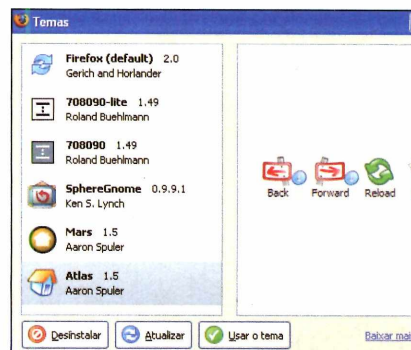 Temas
Firefox (default) 2.0
Gerich and Horlander
708090-lite 1.49
Roland Buehlmann
708090 1.49
Roland Buehlmann
SphereGnome 0.9.9.1
Ken S. Lynch
Mars 1.5
Aaron Spuler
Atlas 1.5
Aaron Spuler
Back Forward Reload
Desinstalar Atualizar Usar o tema Baixar mai